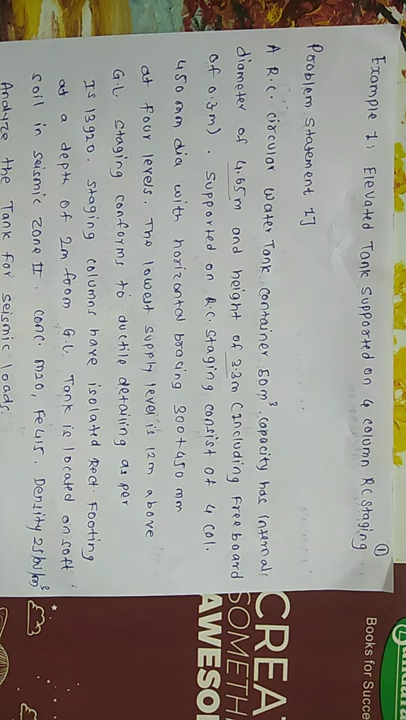 ①
Example 1) Elevated Tank Supported on 4 column RC staging
Problem Statement 1]
A R.C. circular water Tank container 50 m³ capacity has internal
diameter of 4.65m and height of 3.3m (Including Free board
of 0.3m). Supported on R.C. staging consist of 4 col.
450 mm dia with horizontal bracing 300 + 450 mm
at four levels. The lowest supply level is 12m above
G.L. staging conforms to ductile detailing as per
IS 13920. Staging columns have isolated Rect. Footing
at a depth of 2m from G.L. Tank is located on soft
soil in seismic zone II. Conc. M20, Fe415. Density 25 kN/m³
Analyze the Tank for seismic loads.
Books for Succe
CREA
SOMETH
AWESO